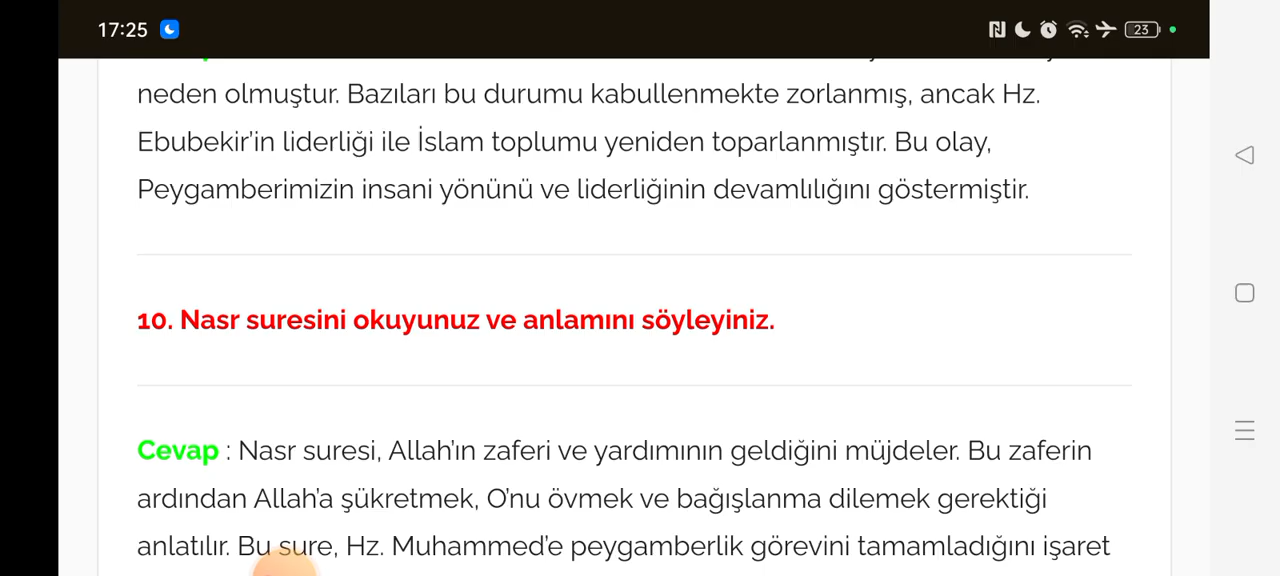 17:25
23
neden olmuştur. Bazıları bu durumu kabullenmekte zorlanmış, ancak Hz.
Ebubekir’in liderliği ile İslam toplumu yeniden toparlanmıştır. Bu olay,
Peygamberimizin insani yönünü ve liderliğinin devamlılığını göstermiştir.
10. Nasr suresini okuyunuz ve anlamını söyleyiniz.
Cevap : Nasr suresi, Allah’ın zaferi ve yardımının geldiğini müjdeler. Bu zaferin
ardından Allah’a şükretmek, O’nu övmek ve bağışlanma dilemek gerektiği
anlatılır. Bu sure, Hz. Muhammed’e peygamberlik görevini tamamladığını işaret